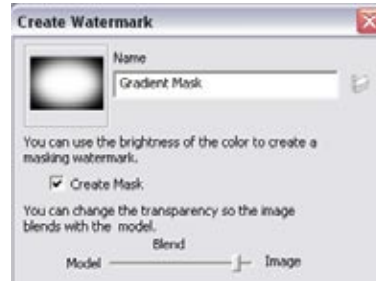 Create Watermark
Name
Gradient Mask
You can use the brightness of the color to create a
masking watermark.
Create Mask
You can change the transparency so the image
blends with the model.
Blend
Model Image